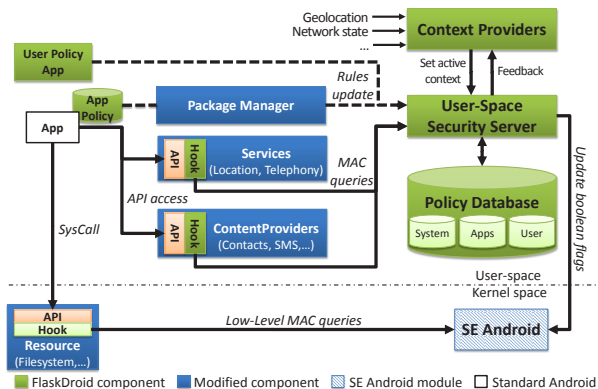 Geolocation
Network state
...
Context Providers
User Policy
App
Set active
context
Feedback
Rules
update
App
Policy
Package Manager
User-Space
Security Server
App
API
Hook
Services
(Location, Telephony)
MAC
queries
API access
Update boolean flags
Policy Database
System
Apps
User
SysCall
API
Hook
ContentProviders
(Contacts, SMS,...)
User-space
Kernel space
API
Hook
Resource
(Filesystem,...)
Low-Level MAC queries
SE Android
FlaskDroid component
Modified component
SE Android module
Standard Android